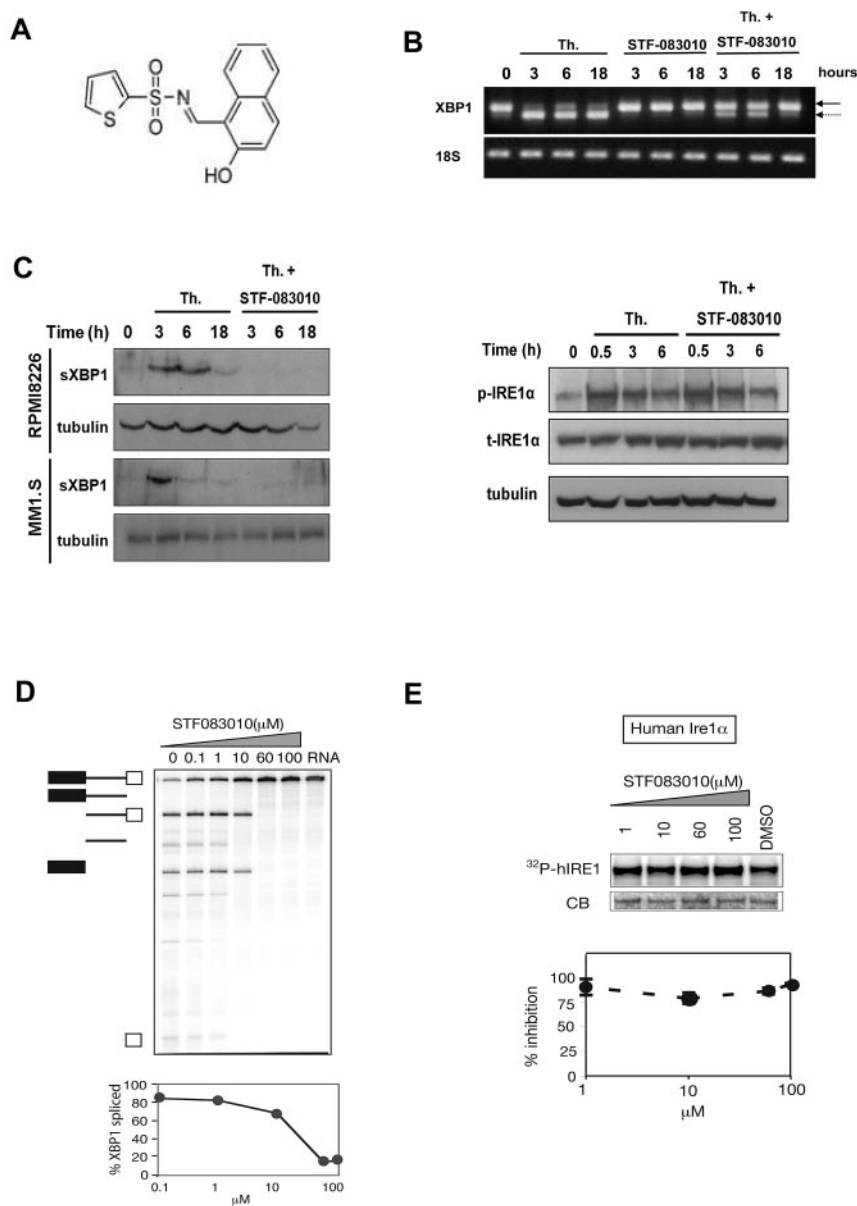 A
O
S
N
O
S
HO
B
Th.
STF-083010
Th. +
STF-083010
0 3 6 18 3 6 18 3 6 18 hours
XBP1
18S
C
Th.
Th. +
STF-083010
Time (h) 0 3 6 18 3 6 18
RPMI8226
sXBP1
tubulin
MM1.S
sXBP1
tubulin
Th.
Th. +
STF-083010
Time (h) 0 0.5 3 6 0.5 3 6
p-IRE1α
t-IRE1α
tubulin
D
STF083010(μM)
0 0.1 1 10 60 100 RNA
% XBP1 spliced
100
80
60
40
20
0
0.1 1 10 100
μM
E
Human Ire1α
STF083010(μM)
1 10 60 100 DMSO
32P-hIRE1
CB
% inhibition
100
75
50
25
0
1 10 100
μM